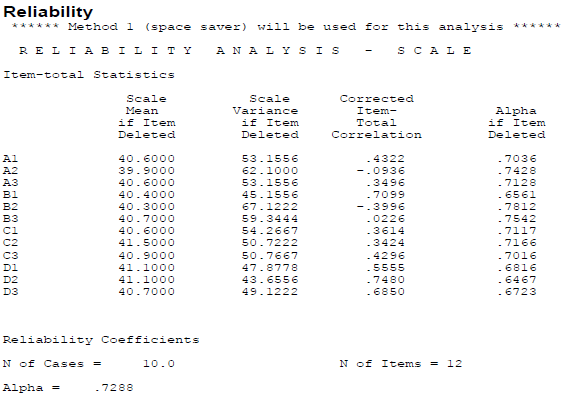 Reliability
****** Method 1 (space saver) will be used for this analysis ******
R E L I A B I L I T Y   A N A L Y S I S   -   S C A L E
Item-total Statistics
Scale Scale Corrected
Mean Variance Item- Alpha
if Item if Item Total if Item
Deleted Deleted Correlation Deleted
A1 40.6000 53.1556 .4322 .7036
A2 39.9000 62.1000 -.0936 .7428
A3 40.6000 53.1556 .3496 .7128
B1 40.4000 45.1556 .7099 .6561
B2 40.3000 67.1222 -.3996 .7812
B3 40.7000 59.3444 .0226 .7542
C1 40.6000 54.2667 .3614 .7117
C2 41.5000 50.7222 .3424 .7166
C3 40.9000 50.7667 .4296 .7016
D1 41.1000 47.8778 .5555 .6816
D2 41.1000 43.6556 .7480 .6467
D3 40.7000 49.1222 .6850 .6723
Reliability Coefficients
N of Cases = 10.0 N of Items = 12
Alpha = .7288